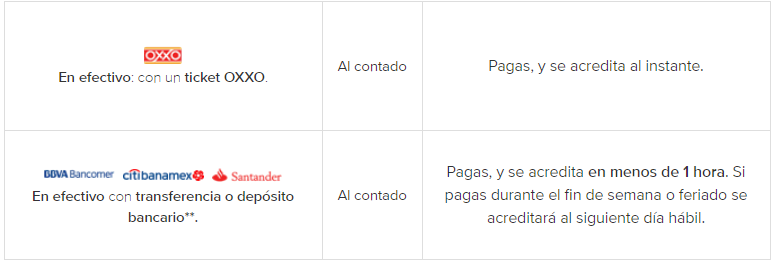 OXXO
En efectivo: con un ticket OXXO.
Al contado
Pagas, y se acredita al instante.
BBVA Bancomer citibanamex Santander
En efectivo con transferencia o depósito
bancario**.
Al contado
Pagas, y se acredita en menos de 1 hora. Si
pagas durante el fin de semana o feriado se
acreditará al siguiente día hábil.